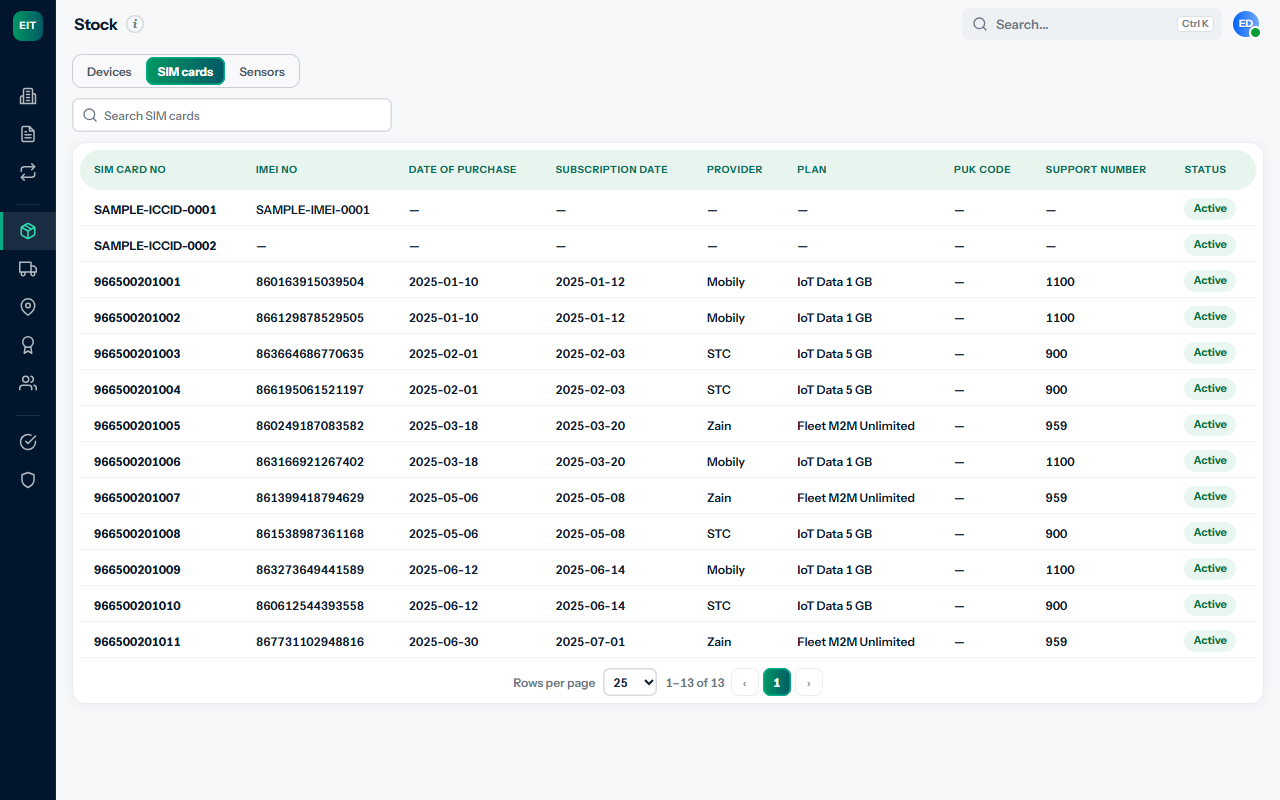 EIT
Stock i
Search... Ctrl K ED
Devices SIM cards Sensors
Search SIM cards
SIM CARD NO IMEI NO DATE OF PURCHASE SUBSCRIPTION DATE PROVIDER PLAN PUK CODE SUPPORT NUMBER STATUS
SAMPLE-ICCID-0001 SAMPLE-IMEI-0001 — — — — — — Active
SAMPLE-ICCID-0002 — — — — — — — Active
966500201001 860163915039504 2025-01-10 2025-01-12 Mobily IoT Data 1 GB — 1100 Active
966500201002 866129878529505 2025-01-10 2025-01-12 Mobily IoT Data 1 GB — 1100 Active
966500201003 863664686770635 2025-02-01 2025-02-03 STC IoT Data 5 GB — 900 Active
966500201004 866195061521197 2025-02-01 2025-02-03 STC IoT Data 5 GB — 900 Active
966500201005 860249187083582 2025-03-18 2025-03-20 Zain Fleet M2M Unlimited — 959 Active
966500201006 863166921267402 2025-03-18 2025-03-20 Mobily IoT Data 1 GB — 1100 Active
966500201007 861399418794629 2025-05-06 2025-05-08 Zain Fleet M2M Unlimited — 959 Active
966500201008 861538987361168 2025-05-06 2025-05-08 STC IoT Data 5 GB — 900 Active
966500201009 863273649441589 2025-06-12 2025-06-14 Mobily IoT Data 1 GB — 1100 Active
966500201010 860612544393558 2025-06-12 2025-06-14 STC IoT Data 5 GB — 900 Active
966500201011 867731102948816 2025-06-30 2025-07-01 Zain Fleet M2M Unlimited — 959 Active
Rows per page 25 1–13 of 13 ‹ 1 ›